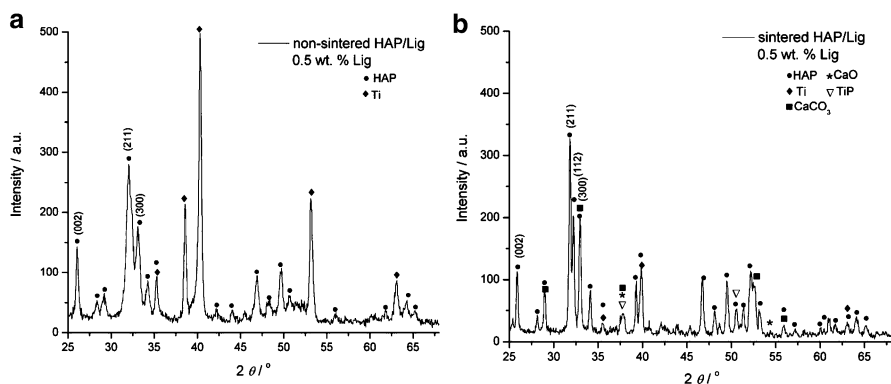 a
500
400
300
200
100
0
Intensity / a.u.
non-sintered HAP/Lig
0.5 wt. % Lig
HAP
Ti
(002)
(211)
(300)
25 30 35 40 45 50 55 60 65
2 θ / °
b
500
400
300
200
100
0
Intensity / a.u.
sintered HAP/Lig
0.5 wt. % Lig
HAP CaO
Ti TiP
CaCO3
(002)
(211)
(112)
(300)
25 30 35 40 45 50 55 60 65
2 θ / °